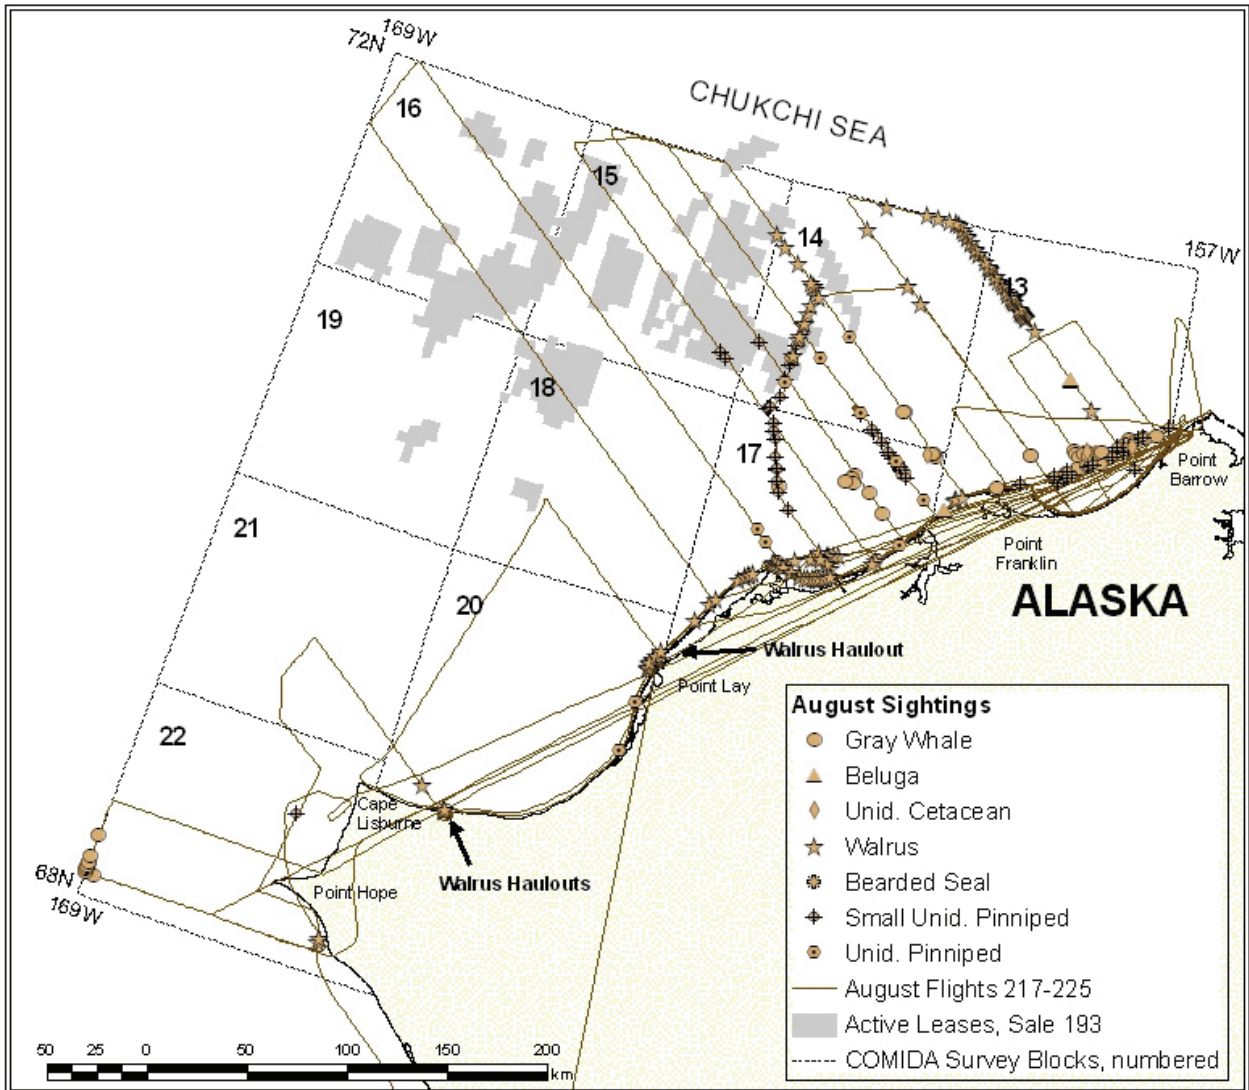 169W
72N
CHUKCHI SEA
16
15
14
157W
13
19
18
17
Point
Barrow
21
Point
Franklin
20
ALASKA
Walrus Haulout
Point Lay
22
Cape
Lisburne
68N
169W
Point Hope
Walrus Haulouts
August Sightings
Gray Whale
Beluga
Unid. Cetacean
Walrus
Bearded Seal
Small Unid. Pinniped
Unid. Pinniped
August Flights 217-225
Active Leases, Sale 193
COMIDA Survey Blocks, numbered
50 25 0 50 100 150 200
km